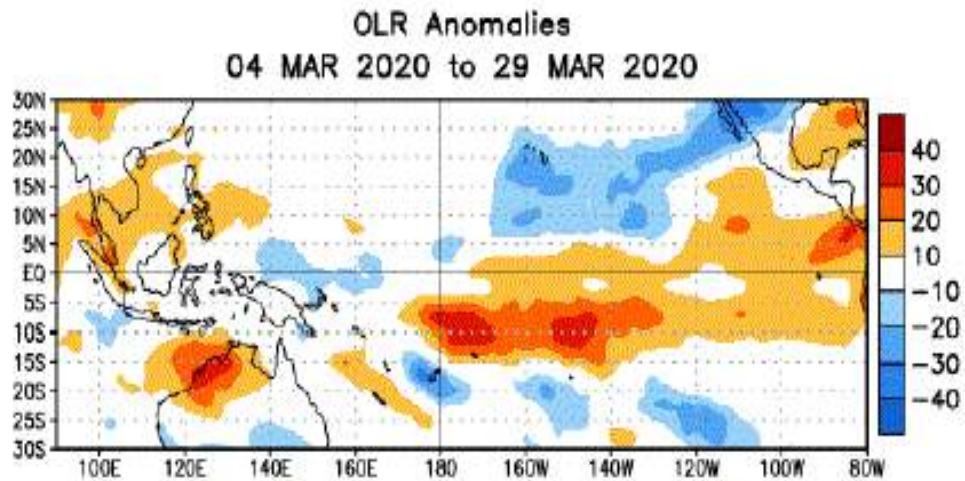 OLR Anomalies
04 MAR 2020 to 29 MAR 2020
30N
25N
20N
15N
10N
5N
EQ
5S
10S
15S
20S
25S
30S
100E 120E 140E 160E 180 160W 140W 120W 100W 80W
40
30
20
10
-10
-20
-30
-40